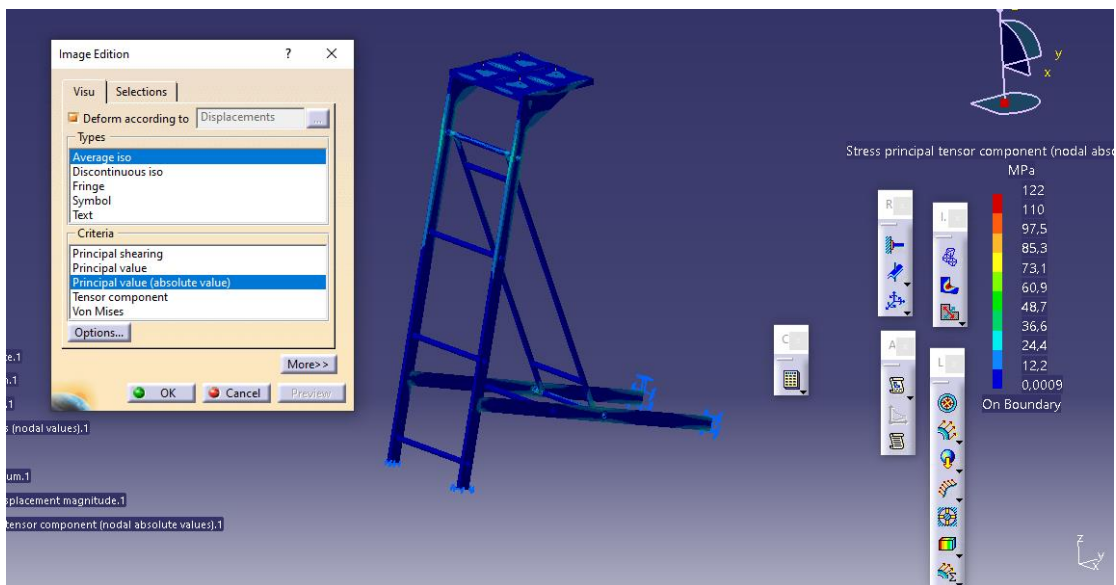 Image Edition ? X
Visu
Selections
Deform according to Displacements ...
Types
Average iso
Discontinuous iso
Fringe
Symbol
Text
Criteria
Principal shearing
Principal value
Principal value (absolute value)
Tensor component
Von Mises
Options...
More>>
OK
Cancel
Preview
te.1
.1
.1
s (nodal values).1
um.1
splacement magnitude.1
tensor component (nodal absolute values).1
y
x
Stress principal tensor component (nodal abso
MPa
122
110
97,5
85,3
73,1
60,9
48,7
36,6
24,4
12,2
0,0009
On Boundary
R
I.
C
A
L
z
y
x